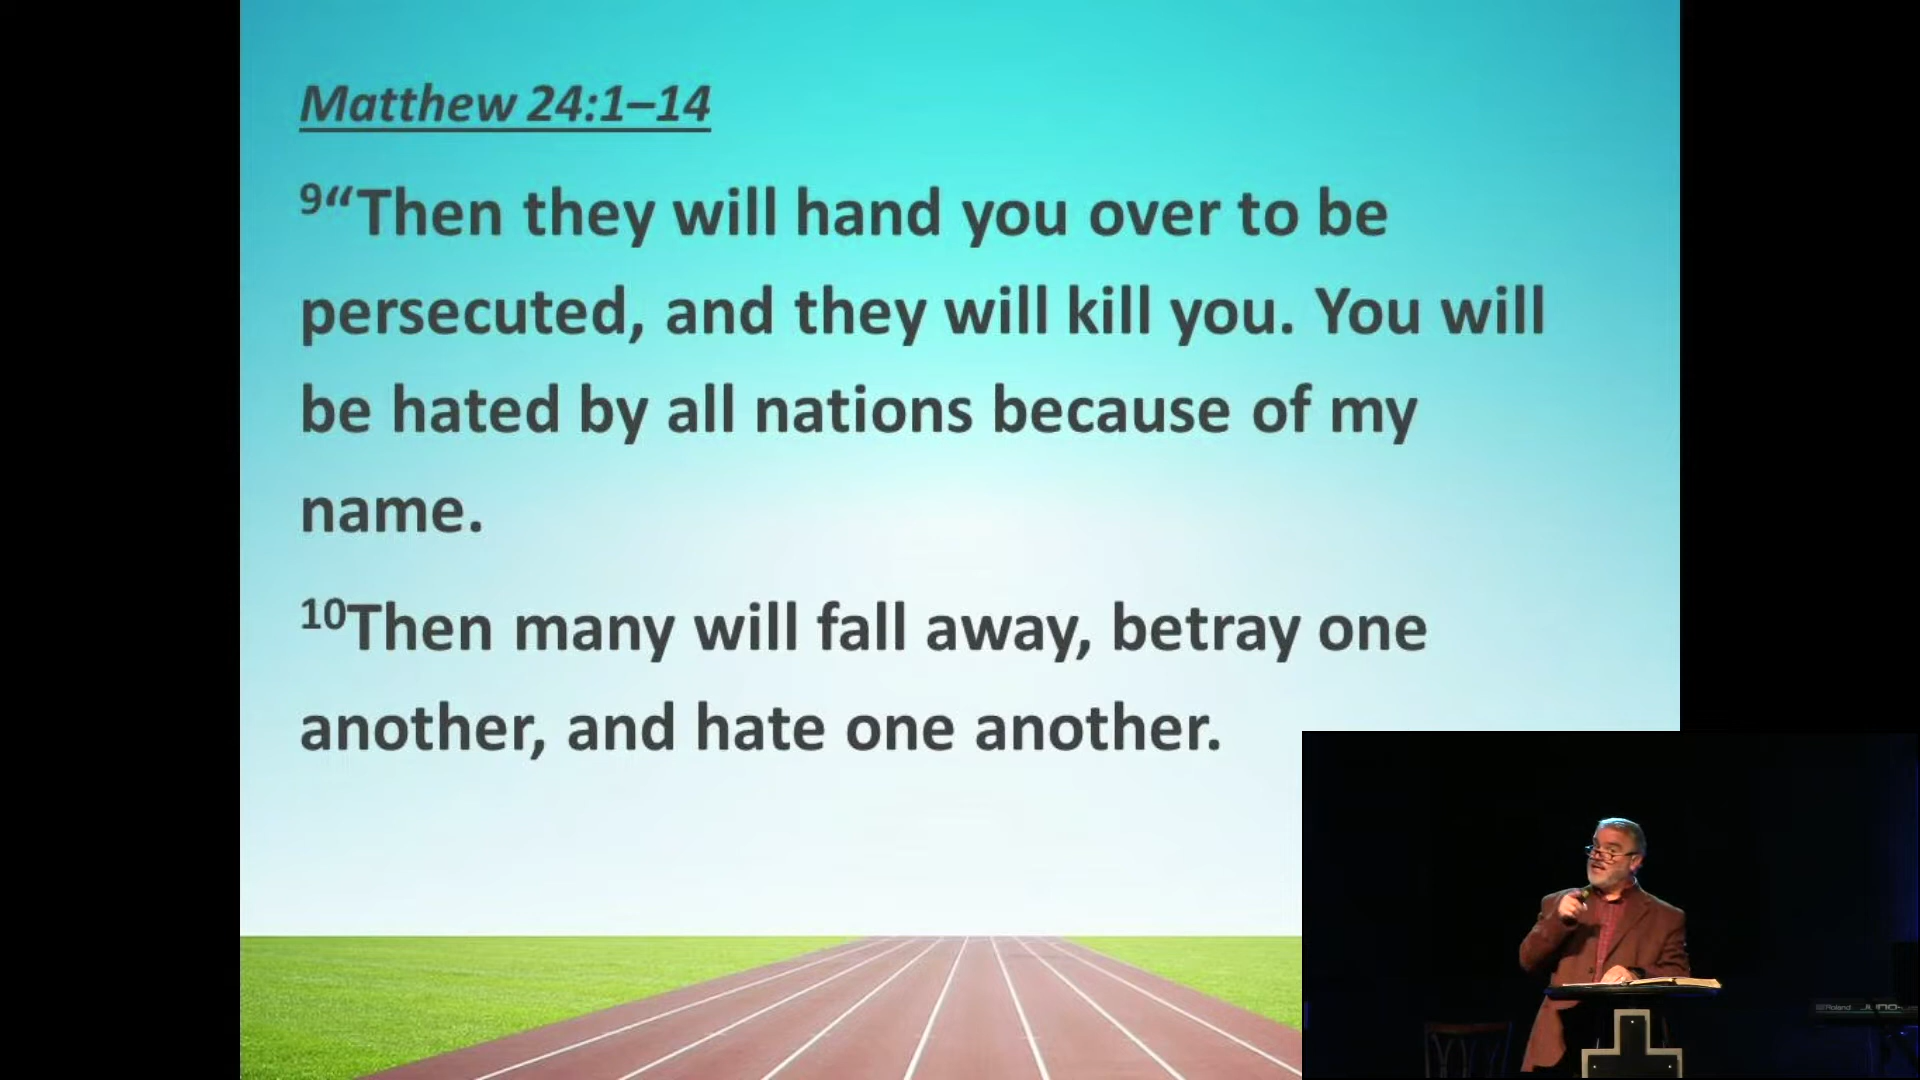 Matthew 24:1–14
9“Then they will hand you over to be
persecuted, and they will kill you. You will
be hated by all nations because of my
name.
10Then many will fall away, betray one
another, and hate one another.
Roland JUNO-